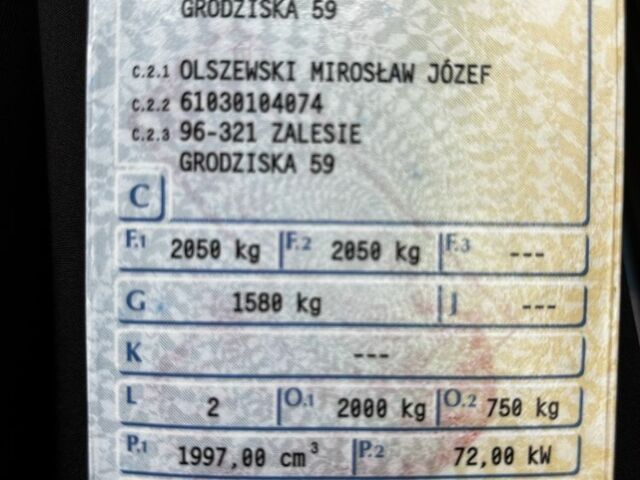 GRODZISKA 59
C.2.1 OLSZEWSKI MIROSŁAW JÓZEF
C.2.2 61030104074
C.2.3 96-321 ZALESIE
GRODZISKA 59
C
F.1 2050 kg F.2 2050 kg F.3 ---
G 1580 kg J ---
K ---
L 2 O.1 2000 kg O.2 750 kg
P.1 1997,00 cm³ P.2 72,00 kW